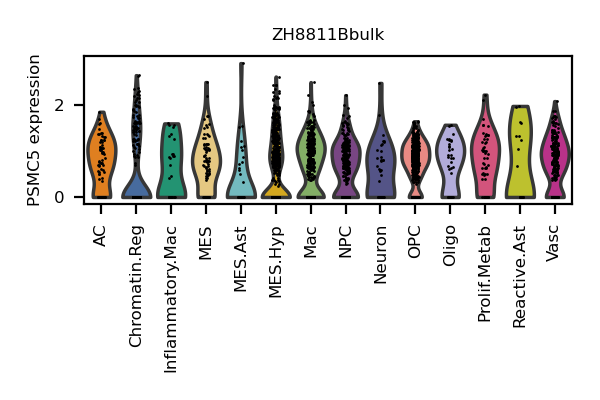 ZH8811Bbulk
PSMC5 expression
2
0
AC
Chromatin.Reg
Inflammatory.Mac
MES
MES.Ast
MES.Hyp
Mac
NPC
Neuron
OPC
Oligo
Prolif.Metab
Reactive.Ast
Vasc